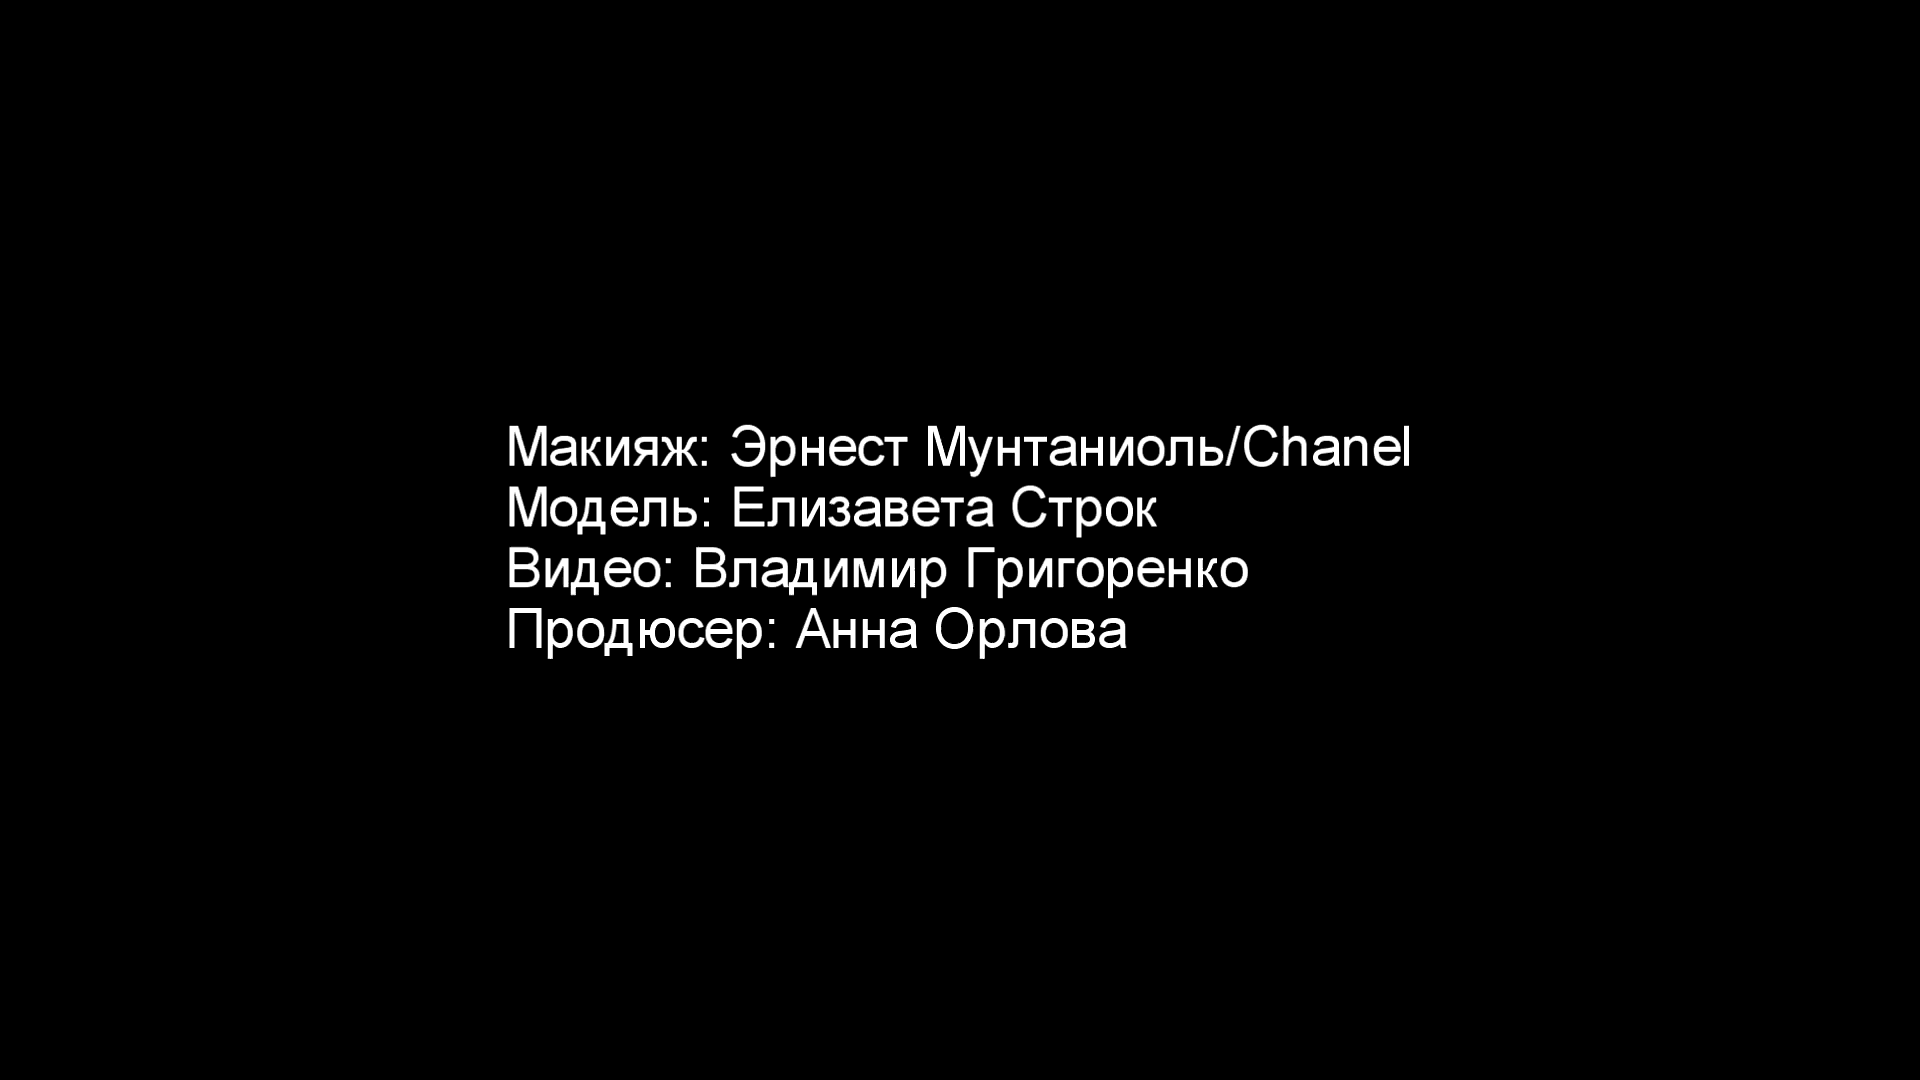 Макияж: Эрнест Мунтаниоль/Chanel
Модель: Елизавета Строк
Видео: Владимир Григоренко
Продюсер: Анна Орлова